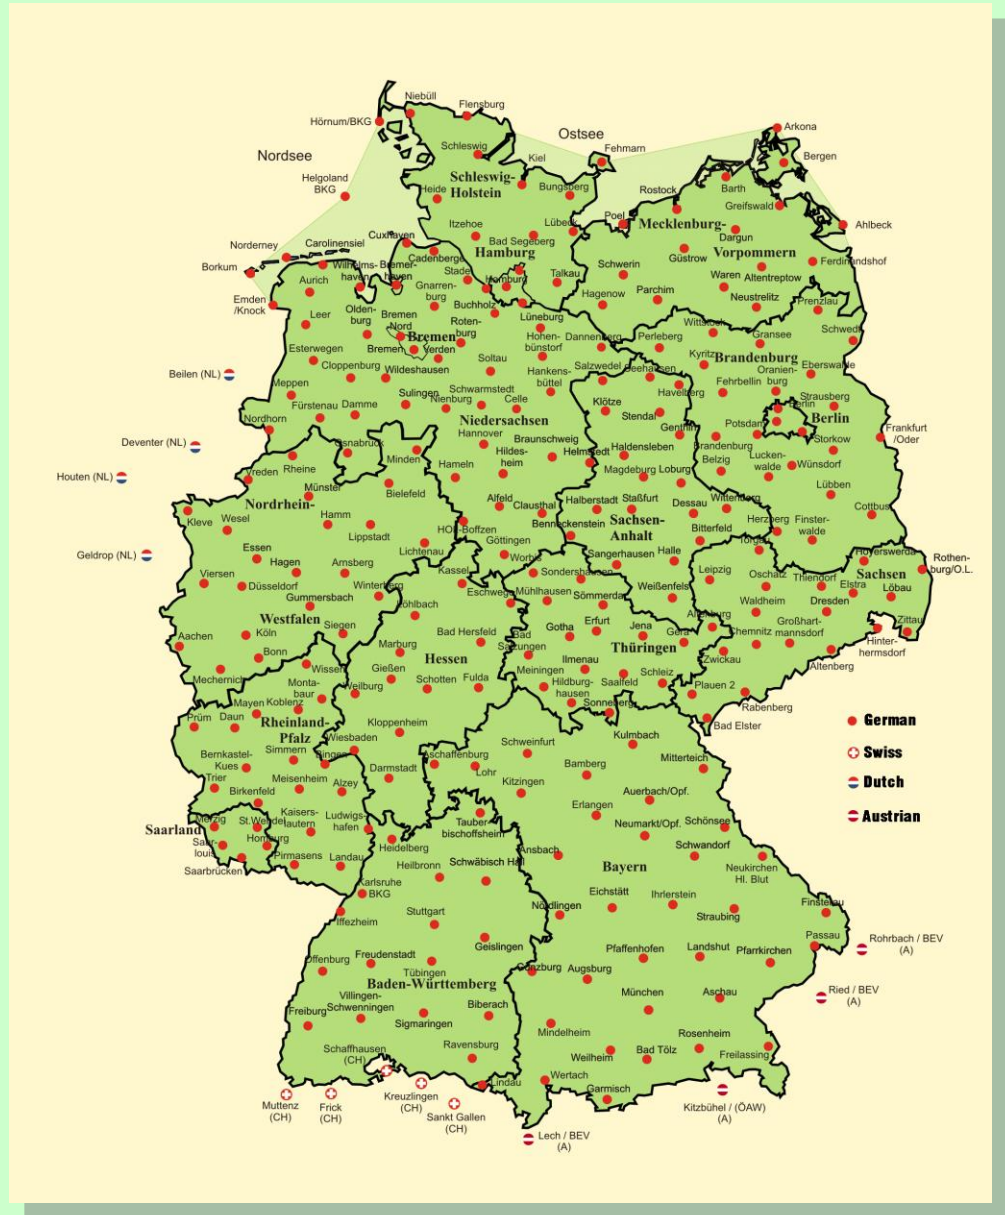 Niebüll
Flensburg
Hörnum/BKG
Ostsee
Arkona
Nordsee
Schleswig
Fehmarn
Kiel
Bergen
Helgoland
BKG
Schleswig-
Holstein
Heide
Bungsberg
Rostock
Barth
Greifswald
Itzehoe
Lübeck
Poel
Mecklenburg-
Ahlbeck
Norderney
Carolinensiel
Cuxhaven
Bad Segeberg
Hamburg
Dargun
Güstrow
Vorpommern
Borkum
Wilhelms-
haven
Bremer-
haven
Cadenberge
Stade
Hamburg
Talkau
Schwerin
Ferdinandshof
Waren
Altentreptow
Aurich
Gnarren-
burg
Buchholz
Hagenow
Parchim
Neustrelitz
Prenzlau
Emden
/Knock
Leer
Olden-
burg
Bremen
Nord
Bremen
Roten-
burg
Lüneburg
Hohen-
bünstorf
Dannenberg
Perleberg
Wittstock
Gransee
Schwedt
Esterwegen
Bremen
Verden
Soltau
Kyritz
Brandenburg
Cloppenburg
Wildeshausen
Hankens-
büttel
Salzwedel
Seehausen
Oranien-
burg
Eberswalde
Beilen (NL)
Meppen
Sulingen
Schwarmstedt
Havelberg
Fehrbellin
Strausberg
Fürstenau
Damme
Nienburg
Celle
Klötze
Stendal
Berlin
Berlin
Nordhorn
Niedersachsen
Genthin
Potsdam
Frankfurt
/Oder
Deventer (NL)
Osnabrück
Hannover
Braunschweig
Brandenburg
Storkow
Minden
Hildes-
heim
Helmstedt
Haldensleben
Belzig
Lucken-
walde
Wünsdorf
Houten (NL)
Vreden
Rheine
Hameln
Magdeburg
Loburg
Münster
Bielefeld
Lübben
Nordrhein-
Alfeld
Clausthal
Halberstadt
Staßfurt
Dessau
Wittenberg
Cottbus
Kleve
Wesel
Hamm
Lippstadt
HOL-Boffzen
Benneckenstein
Sachsen-
Anhalt
Bitterfeld
Herzberg
Finster-
walde
Geldrop (NL)
Essen
Hagen
Arnsberg
Lichtenau
Göttingen
Worbis
Sangerhausen
Halle
Torgau
Hoyerswerda
Rothen-
burg/O.L.
Viersen
Düsseldorf
Winterberg
Kassel
Eschwege
Sondershausen
Mühlhausen
Weißenfels
Leipzig
Oschatz
Thiendorf
Elstra
Sachsen
Löbau
Gummersbach
Löhlbach
Sömmerda
Altenburg
Waldheim
Dresden
Westfalen
Siegen
Bad Hersfeld
Gotha
Erfurt
Jena
Gera
Chemnitz
Großhart-
mannsdorf
Zittau
Aachen
Köln
Marburg
Bad
Salzungen
Thüringen
Hinter-
hermsdorf
Bonn
Wissen
Gießen
Hessen
Ilmenau
Zwickau
Altenberg
Mechernich
Monta-
baur
Weilburg
Schotten
Fulda
Meiningen
Hildburg-
hausen
Saalfeld
Schleiz
Plauen 2
Rabenberg
Mayen
Koblenz
Sonneberg
Bad Elster
Prüm
Daun
Rheinland-
Pfalz
Kloppenheim
Kulmbach
German
Wiesbaden
Schweinfurt
Bernkastel-
Kues
Simmern
Bingen
Aschaffenburg
Lohr
Bamberg
Mitterteich
Swiss
Trier
Meisenheim
Alzey
Darmstadt
Kitzingen
Auerbach/Opf.
Dutch
Birkenfeld
Erlangen
Austrian
Saarland
Merzig
St.Wendel
Kaisers-
lautern
Ludwigs-
hafen
Tauber-
bischofsheim
Neumarkt/Opf.
Schönsee
Saar-
louis
Homburg
Heidelberg
Ansbach
Schwandorf
Saarbrücken
Pirmasens
Landau
Heilbronn
Schwäbisch Hall
Bayern
Neukirchen
Hl. Blut
Karlsruhe
BKG
Eichstätt
Ihrlerstein
Finsterau
Iffezheim
Stuttgart
Nördlingen
Straubing
Passau
Rohrbach / BEV
(A)
Offenburg
Freudenstadt
Geislingen
Pfaffenhofen
Landshut
Pfarrkirchen
Tübingen
Günzburg
Augsburg
Baden-Württemberg
Villingen-
Schwenningen
München
Aschau
Ried / BEV
(A)
Freiburg
Sigmaringen
Biberach
Schaffhausen
(CH)
Mindelheim
Rosenheim
Ravensburg
Weilheim
Bad Tölz
Freilassing
Lindau
Wertach
Muttenz
(CH)
Frick
(CH)
Kreuzlingen
(CH)
Garmisch
Sankt Gallen
(CH)
Kitzbühel / (ÖAW)
(A)
Lech / BEV
(A)